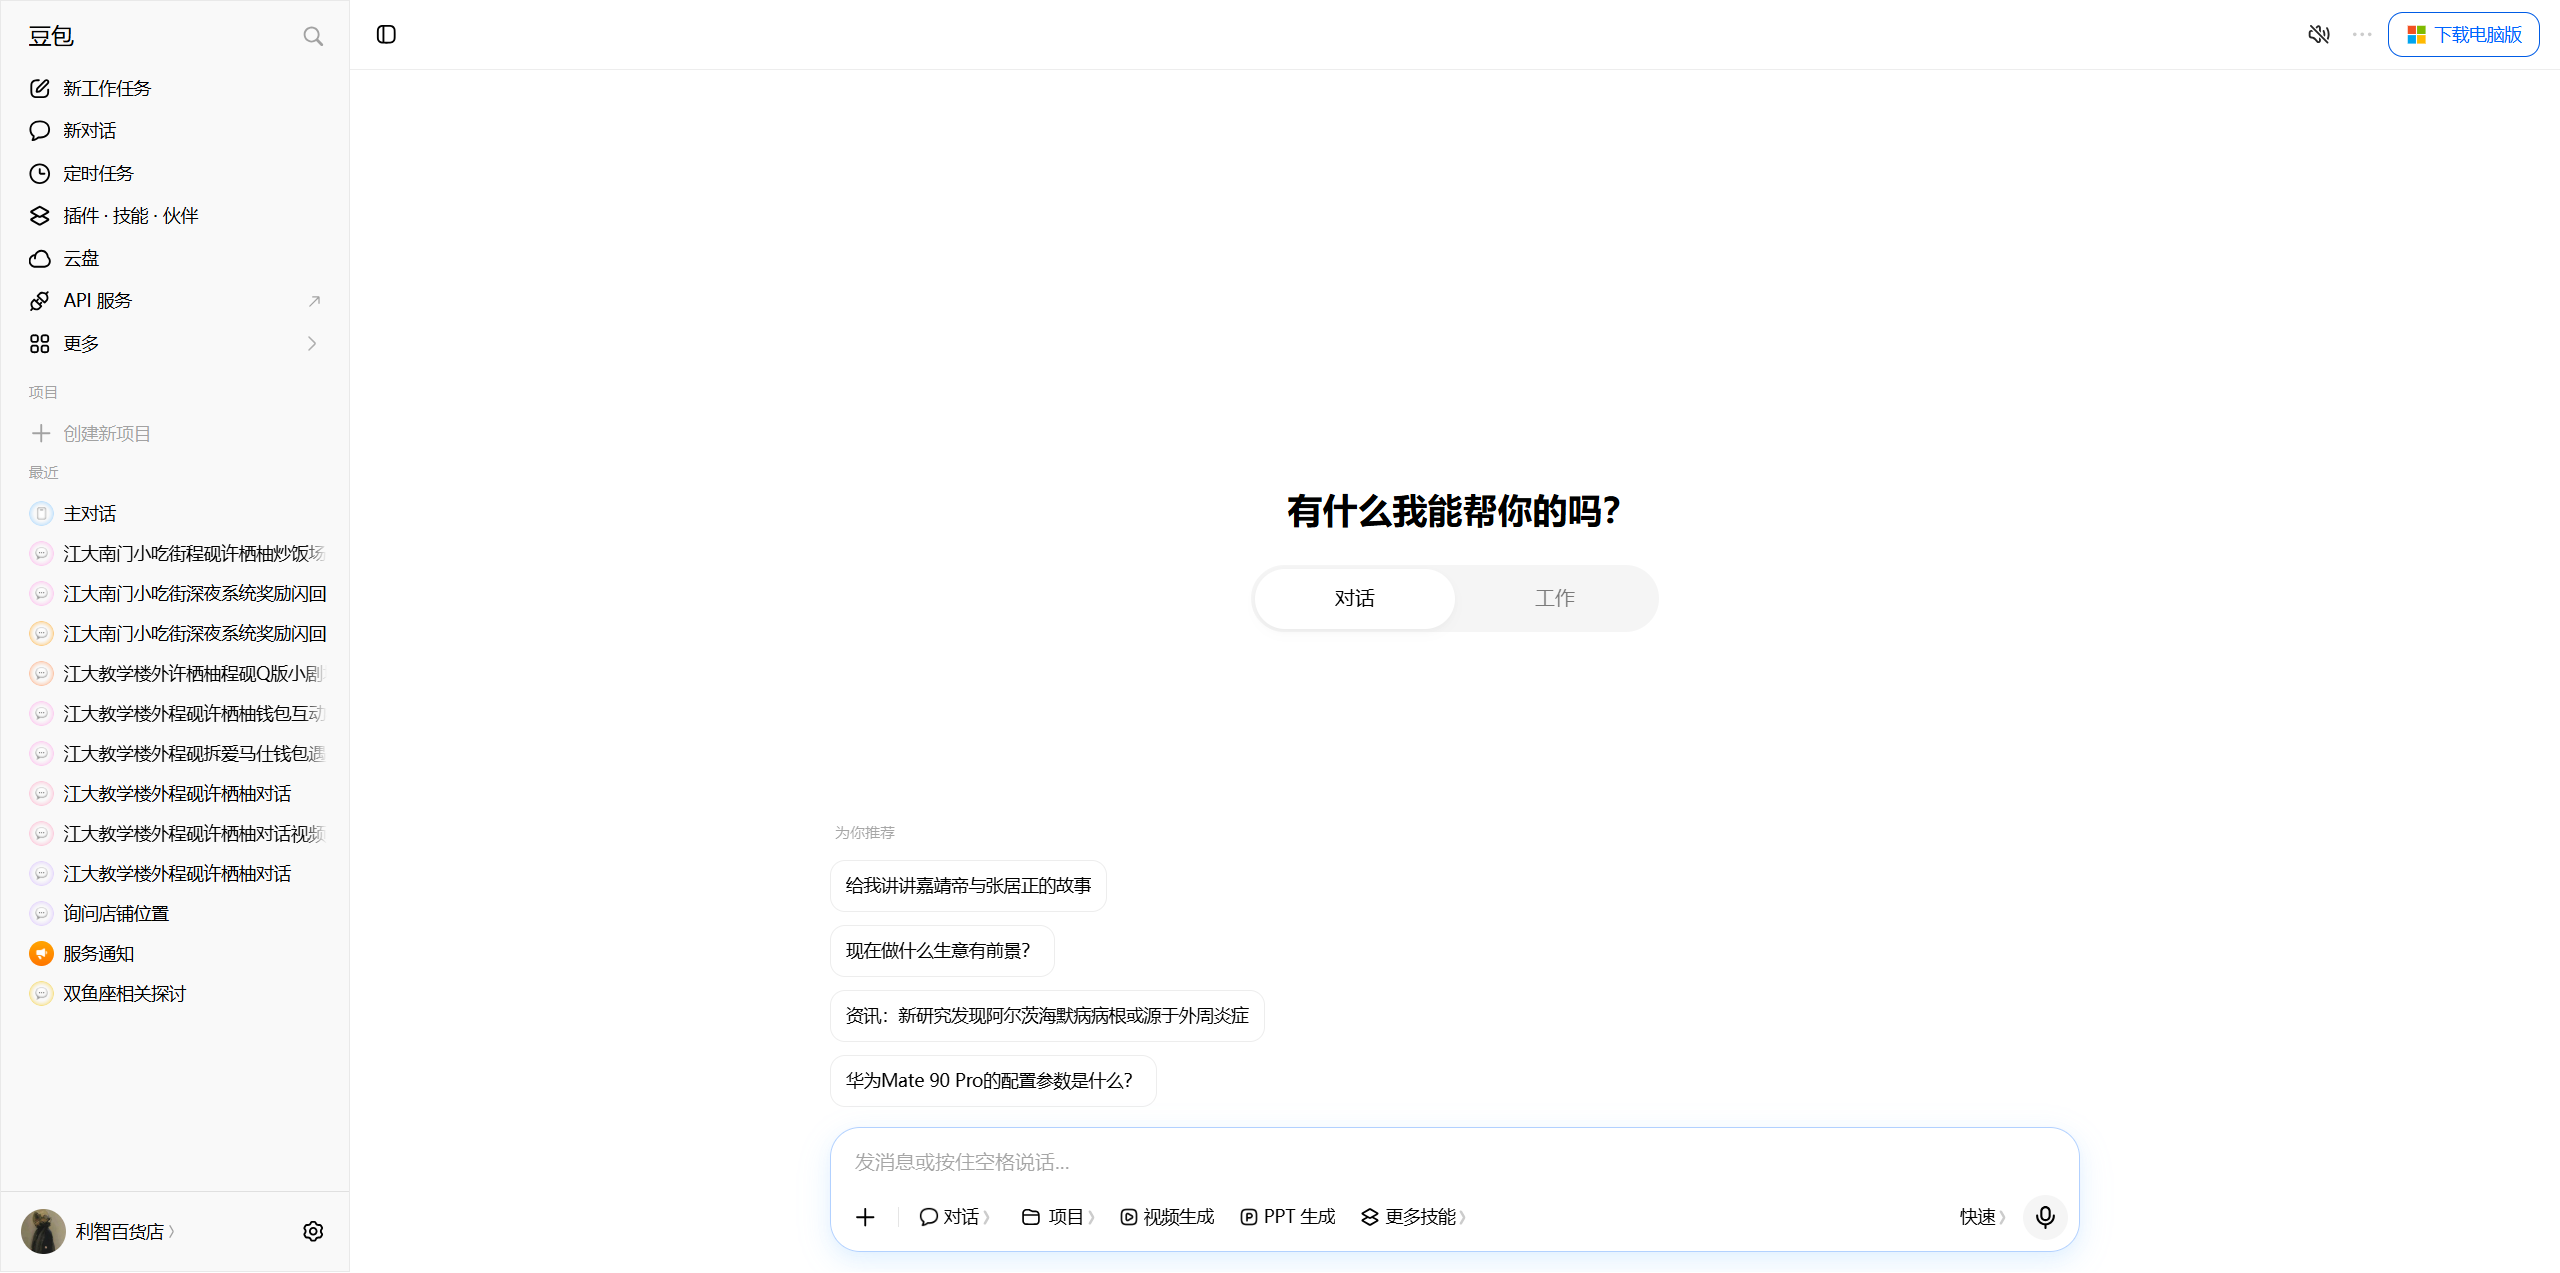 豆包
新工作任务
新对话
定时任务
插件 · 技能 · 伙伴
云盘
API 服务
更多
项目
创建新项目
最近
主对话
江大南门小吃街程砚许栖柚炒饭场
江大南门小吃街深夜系统奖励闪回
江大南门小吃街深夜系统奖励闪回
江大教学楼外许栖柚程砚Q版小剧
江大教学楼外程砚许栖柚钱包互动
江大教学楼外程砚拆爱马仕钱包遇
江大教学楼外程砚许栖柚对话
江大教学楼外程砚许栖柚对话视频
江大教学楼外程砚许栖柚对话
询问店铺位置
服务通知
双鱼座相关探讨
利智百货店
下载电脑版
有什么我能帮你的吗？
对话 工作
为你推荐
给我讲讲嘉靖帝与张居正的故事
现在做什么生意有前景？
资讯：新研究发现阿尔茨海默病病根或源于外周炎症
华为Mate 90 Pro的配置参数是什么？
发消息或按住空格说话...
对话 项目 视频生成 PPT 生成 更多技能 快速